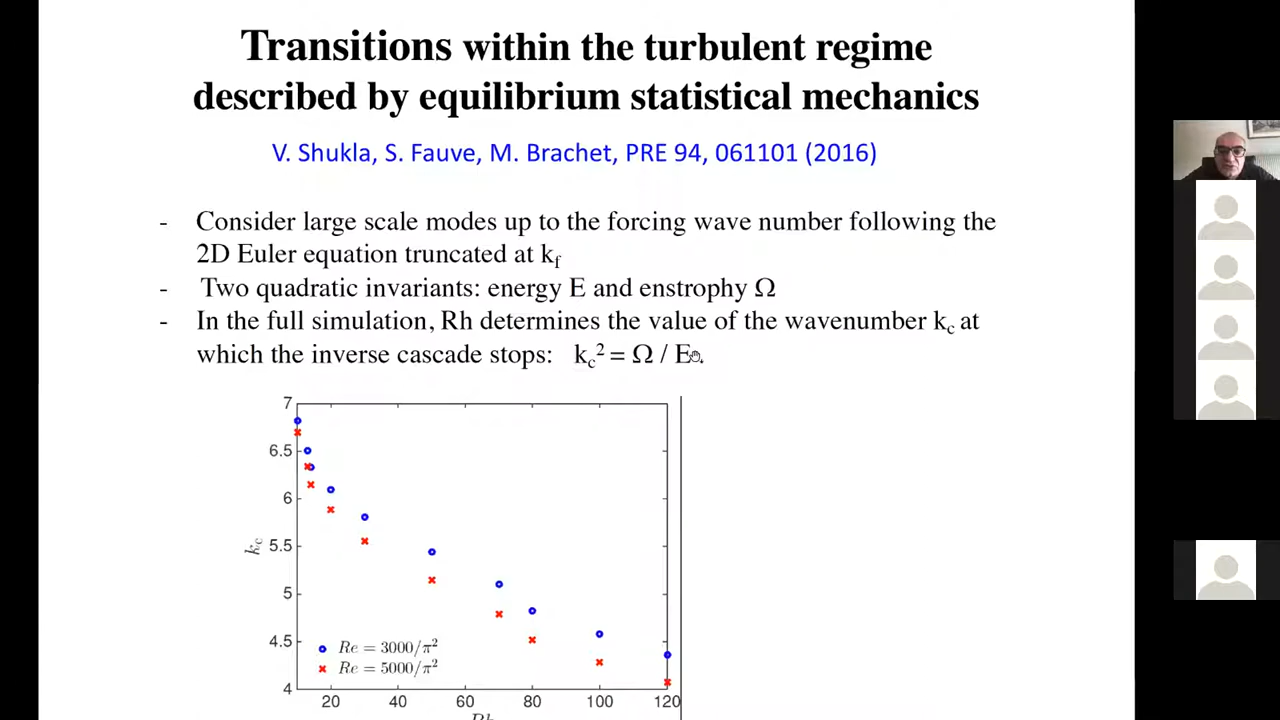 Transitions within the turbulent regime
described by equilibrium statistical mechanics
V. Shukla, S. Fauve, M. Brachet, PRE 94, 061101 (2016)
- Consider large scale modes up to the forcing wave number following the
2D Euler equation truncated at kf
- Two quadratic invariants: energy E and enstrophy Ω
- In the full simulation, Rh determines the value of the wavenumber kc at
which the inverse cascade stops: kc² = Ω / E
7
6.5
6
5.5
5
4.5
4
kc
Re = 3000/π²
Re = 5000/π²
20 40 60 80 100 120
Rh